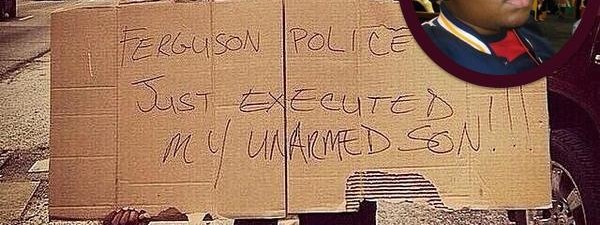 FERGUSON POLICE
JUST EXECUTED
MY UNARMED SON!!!